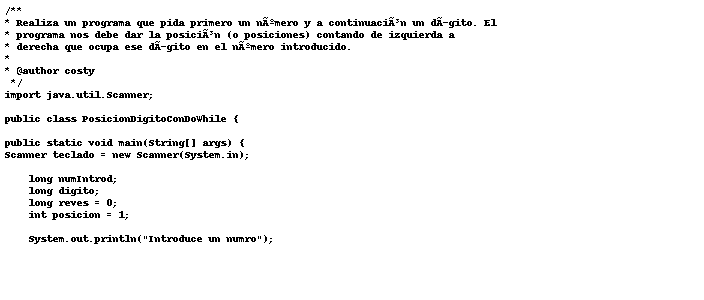 /**
* Realiza un programa que pida primero un nÃºmero y a continuaciÃ³n un dÃ­gito. El
* programa nos debe dar la posiciÃ³n (o posiciones) contando de izquierda a
* derecha que ocupa ese dÃ­gito en el nÃºmero introducido.
*
* @author costy
*/
import java.util.Scanner;
public class PosicionDigitoConDoWhile {
public static void main(String[] args) {
Scanner teclado = new Scanner(System.in);
long numIntrod;
long digito;
long reves = 0;
int posicion = 1;
System.out.println("Introduce un numro");